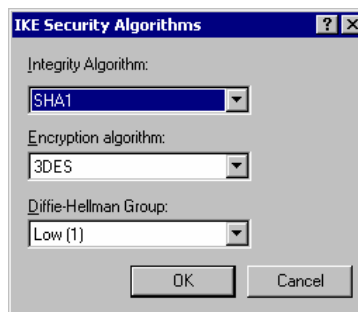 IKE Security Algorithms
Integrity Algorithm:
SHA1
Encryption algorithm:
3DES
Diffie-Hellman Group:
Low (1)
OK Cancel